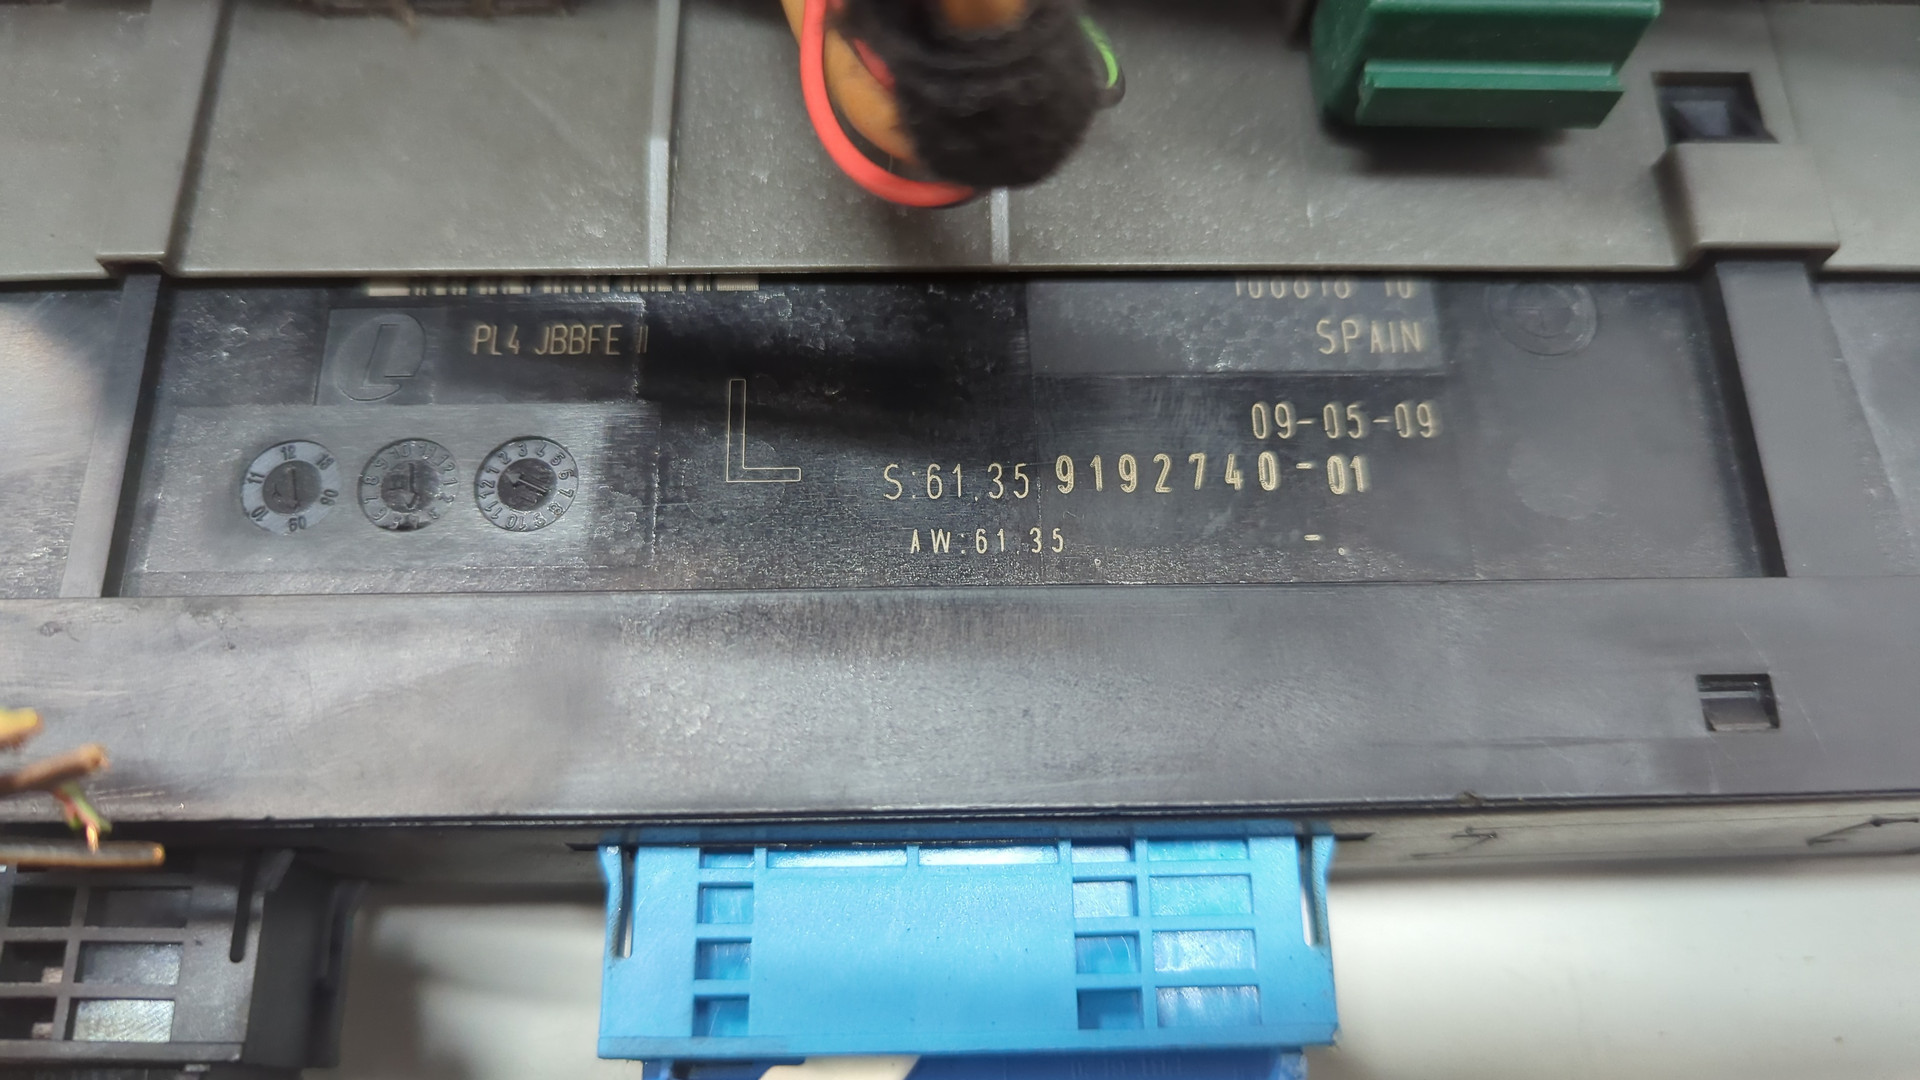 PL4 JBBFE II
SPAIN
L
09-05-09
S:61.35 9192740-01
AW:61.35 -.